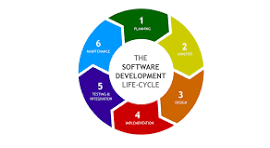 1
PLANNING
2
ANALYSIS
3
DESIGN
4
IMPLEMENTATION
5
TESTING &
INTEGRATION
6
MAINTENANCE
THE
SOFTWARE
DEVELOPMENT
LIFE-CYCLE